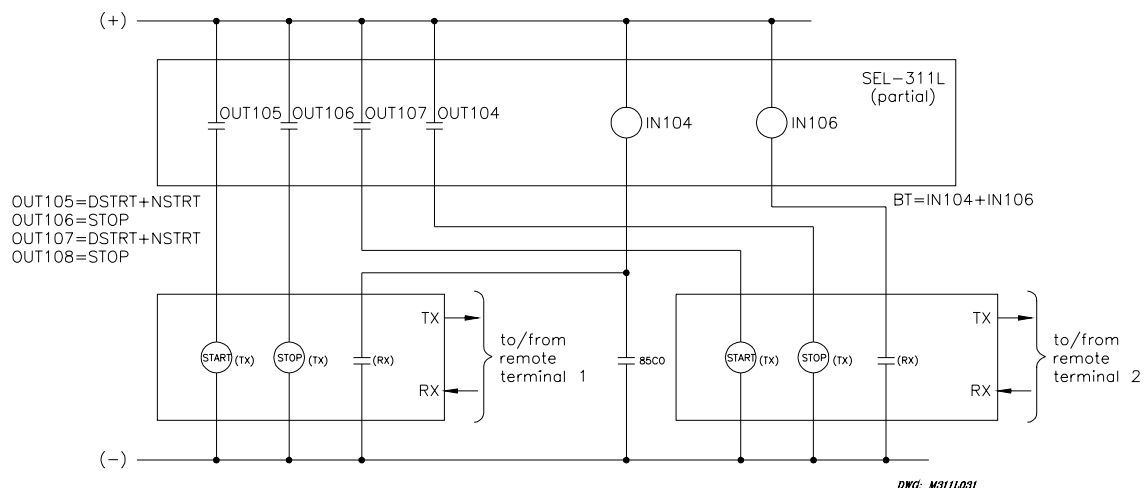 (+)
SEL-311L
(partial)
OUT105
OUT106
OUT107
OUT104
IN104
IN106
OUT105=DSTRT+NSTRT
OUT106=STOP
OUT107=DSTRT+NSTRT
OUT108=STOP
BT=IN104+IN106
TX
START (TX)
STOP (TX)
(RX)
RX
to/from
remote
terminal 1
85CO
TX
START (TX)
STOP (TX)
(RX)
RX
to/from
remote
terminal 2
(-)
DWG: M311L031